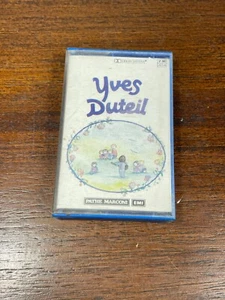 Yves
Duteil
PATHE MARCONI EMI